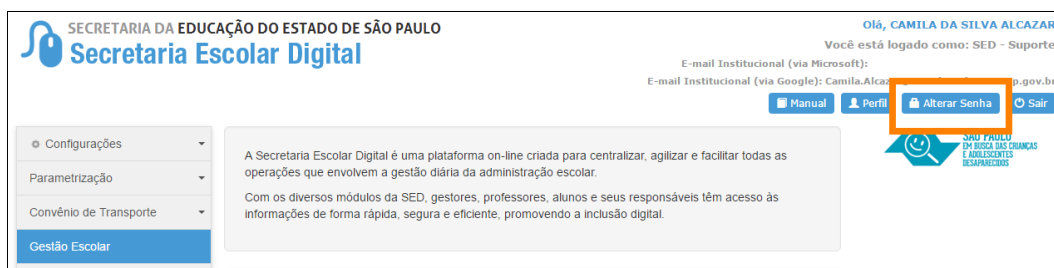 SECRETARIA DA EDUCAÇÃO DO ESTADO DE SÃO PAULO
Secretaria Escolar Digital
Olá, CAMILA DA SILVA ALCAZAR
Você está logado como: SED - Suporte
E-mail Institucional (via Microsoft):
E-mail Institucional (via Google): Camila.Alca
Manual
Perfil
Alterar Senha
Sair
Configurações
Parametrização
Convênio de Transporte
Gestão Escolar
A Secretaria Escolar Digital é uma plataforma on-line criada para centralizar, agilizar e facilitar todas as
operações que envolvem a gestão diária da administração escolar.
Com os diversos módulos da SED, gestores, professores, alunos e seus responsáveis têm acesso às
informações de forma rápida, segura e eficiente, promovendo a inclusão digital.
SÃO PAULO
EM BUSCA DAS CRIANÇAS
E ADOLESCENTES
DESAPARECIDOS